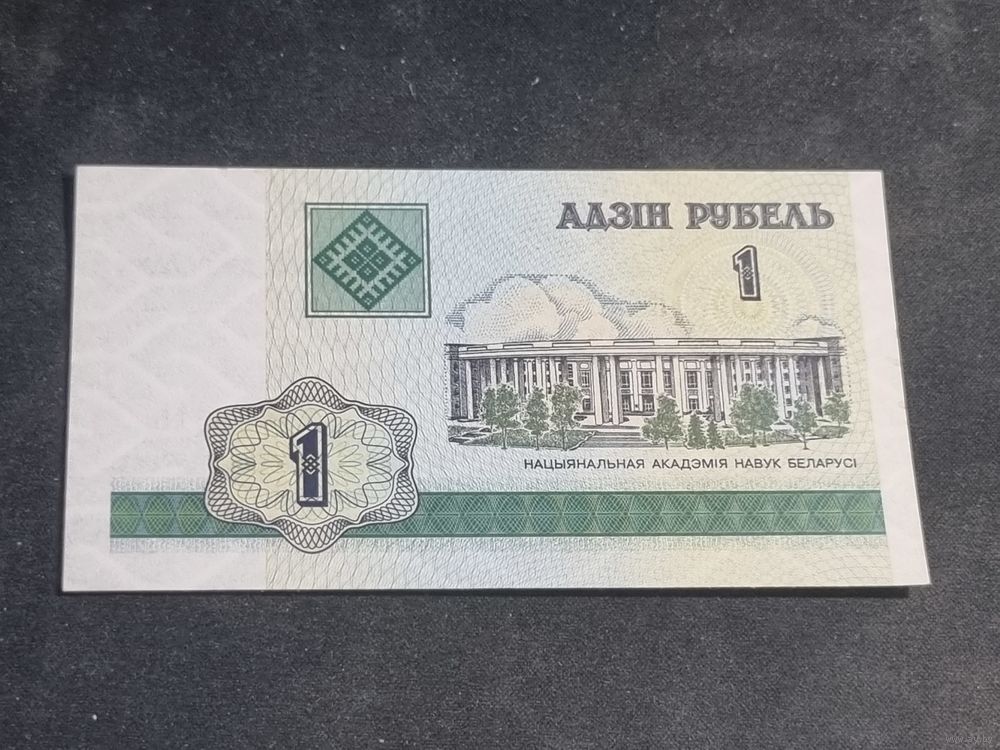 АДЗІН РУБЕЛЬ
1
1
НАЦЫЯНАЛЬНАЯ АКАДЭМІЯ НАВУК БЕЛАРУСІ